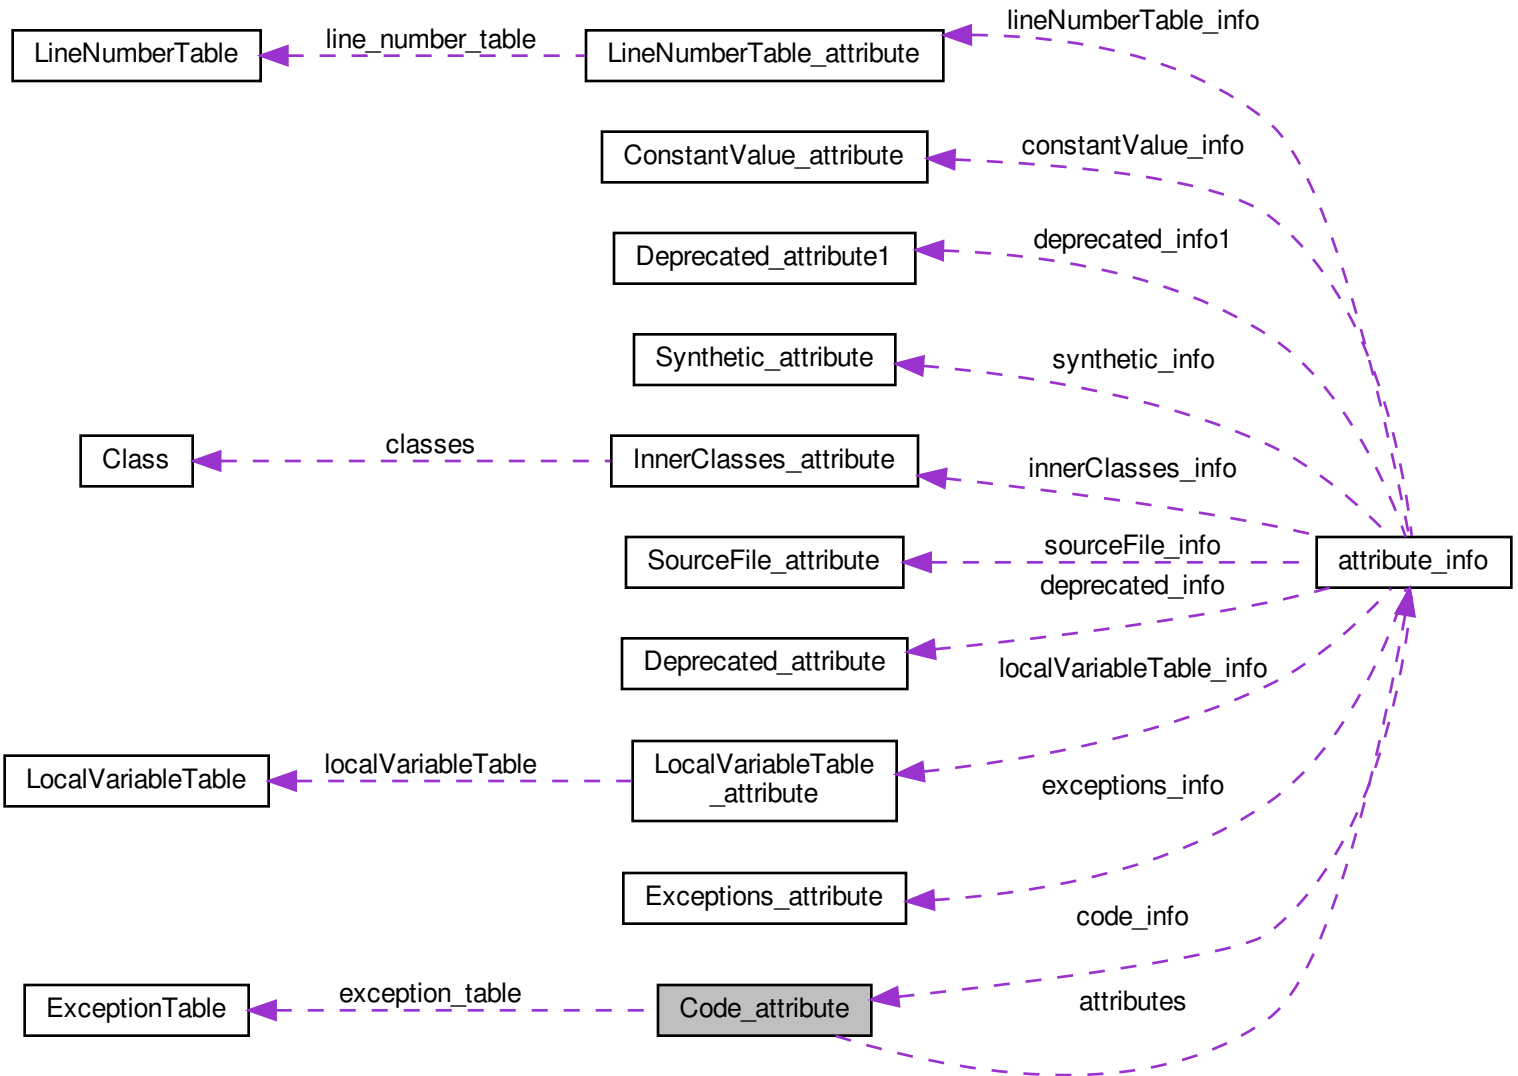 lineNumberTable_info
LineNumberTable
line_number_table
LineNumberTable_attribute
constantValue_info
ConstantValue_attribute
deprecated_info1
Deprecated_attribute1
synthetic_info
Synthetic_attribute
Class
classes
InnerClasses_attribute
innerClasses_info
sourceFile_info
SourceFile_attribute
attribute_info
deprecated_info
Deprecated_attribute
localVariableTable_info
LocalVariableTable
localVariableTable
LocalVariableTable
_attribute
exceptions_info
Exceptions_attribute
code_info
ExceptionTable
exception_table
Code_attribute
attributes